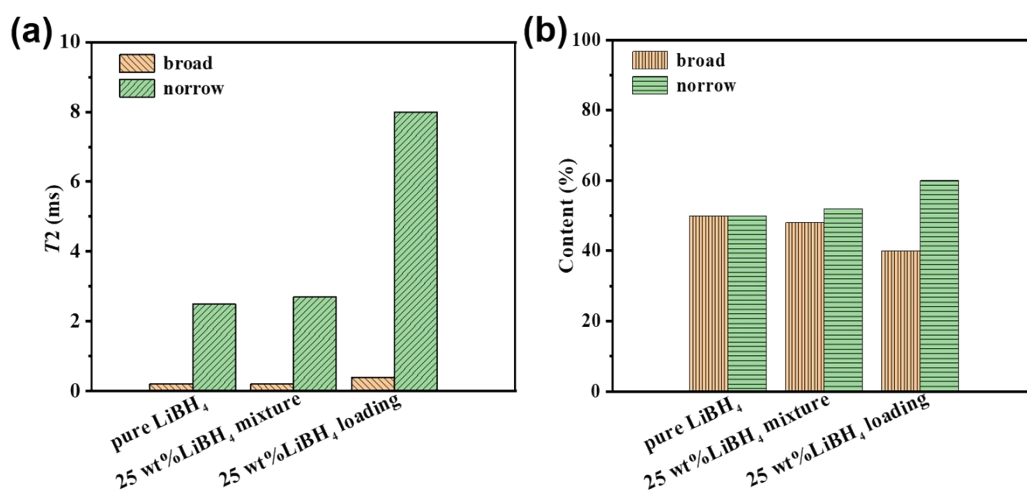 (a)
10
8
6
4
2
0
T2 (ms)
broad
norrow
pure LiBH₄
25 wt%LiBH₄ mixture
25 wt%LiBH₄ loading
(b)
100
80
60
40
20
0
Content (%)
broad
norrow
pure LiBH₄
25 wt%LiBH₄ mixture
25 wt%LiBH₄ loading